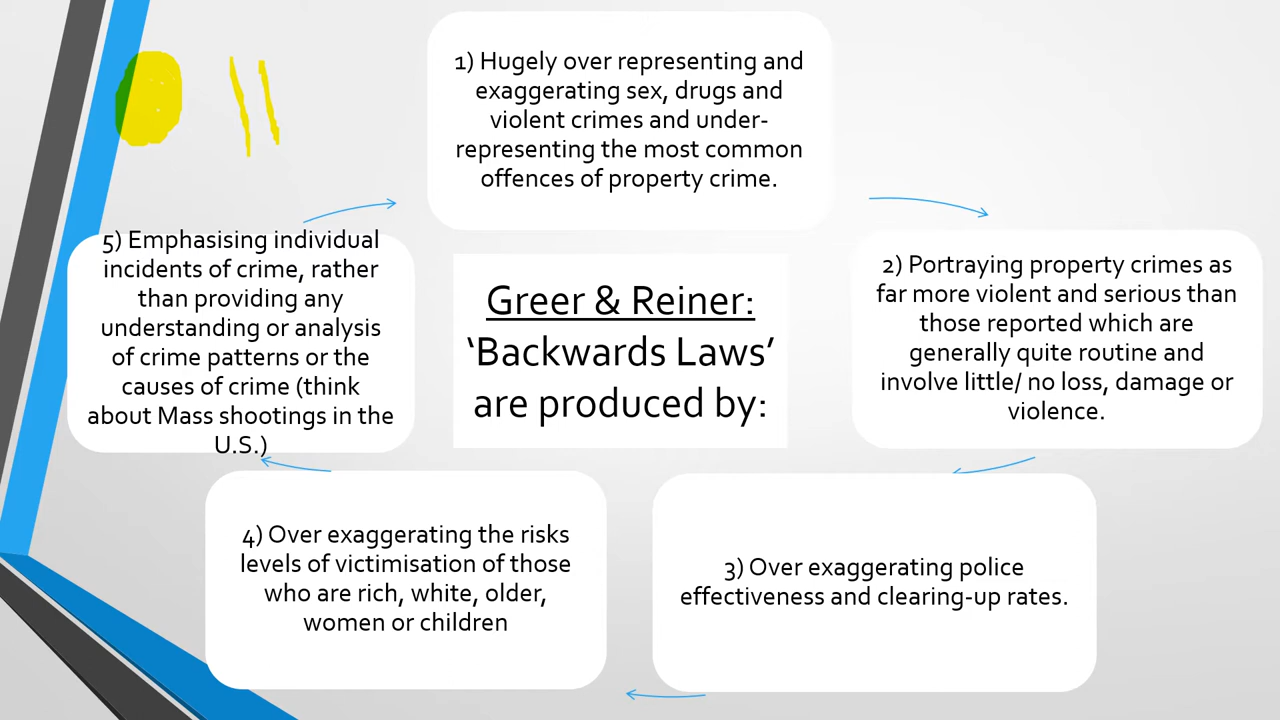 1) Hugely over representing and
exaggerating sex, drugs and
violent crimes and under-
representing the most common
offences of property crime.
2) Portraying property crimes as
far more violent and serious than
those reported which are
generally quite routine and
involve little/ no loss, damage or
violence.
3) Over exaggerating police
effectiveness and clearing-up rates.
4) Over exaggerating the risks
levels of victimisation of those
who are rich, white, older,
women or children
5) Emphasising individual
incidents of crime, rather
than providing any
understanding or analysis
of crime patterns or the
causes of crime (think
about Mass shootings in the
U.S.)
Greer & Reiner:
‘Backwards Laws’
are produced by: